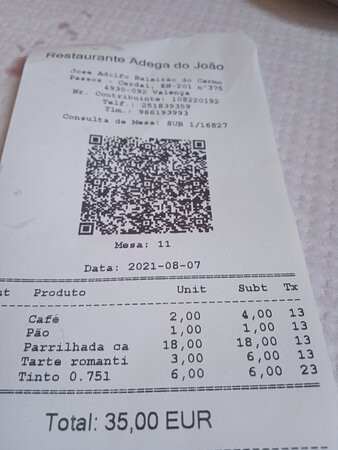 Restaurante Adega do João
Jose Adolfo Baleizão do Carmo
Passos - Cerdal, EN-201 nº375
4930-092 Valença
Nr. Contribuinte: 108220192
Telf.: 251839359
Tlm.: 966193993
Consulta de Mesa: SUB 1/16827
Mesa: 11
Data: 2021-08-07
nt Produto Unit Subt Tx
Café 2,00 4,00 13
Pão 1,00 1,00 13
Parrilhada ca 18,00 18,00 13
Tarte romanti 3,00 6,00 13
Tinto 0.75l 6,00 6,00 23
Total: 35,00 EUR